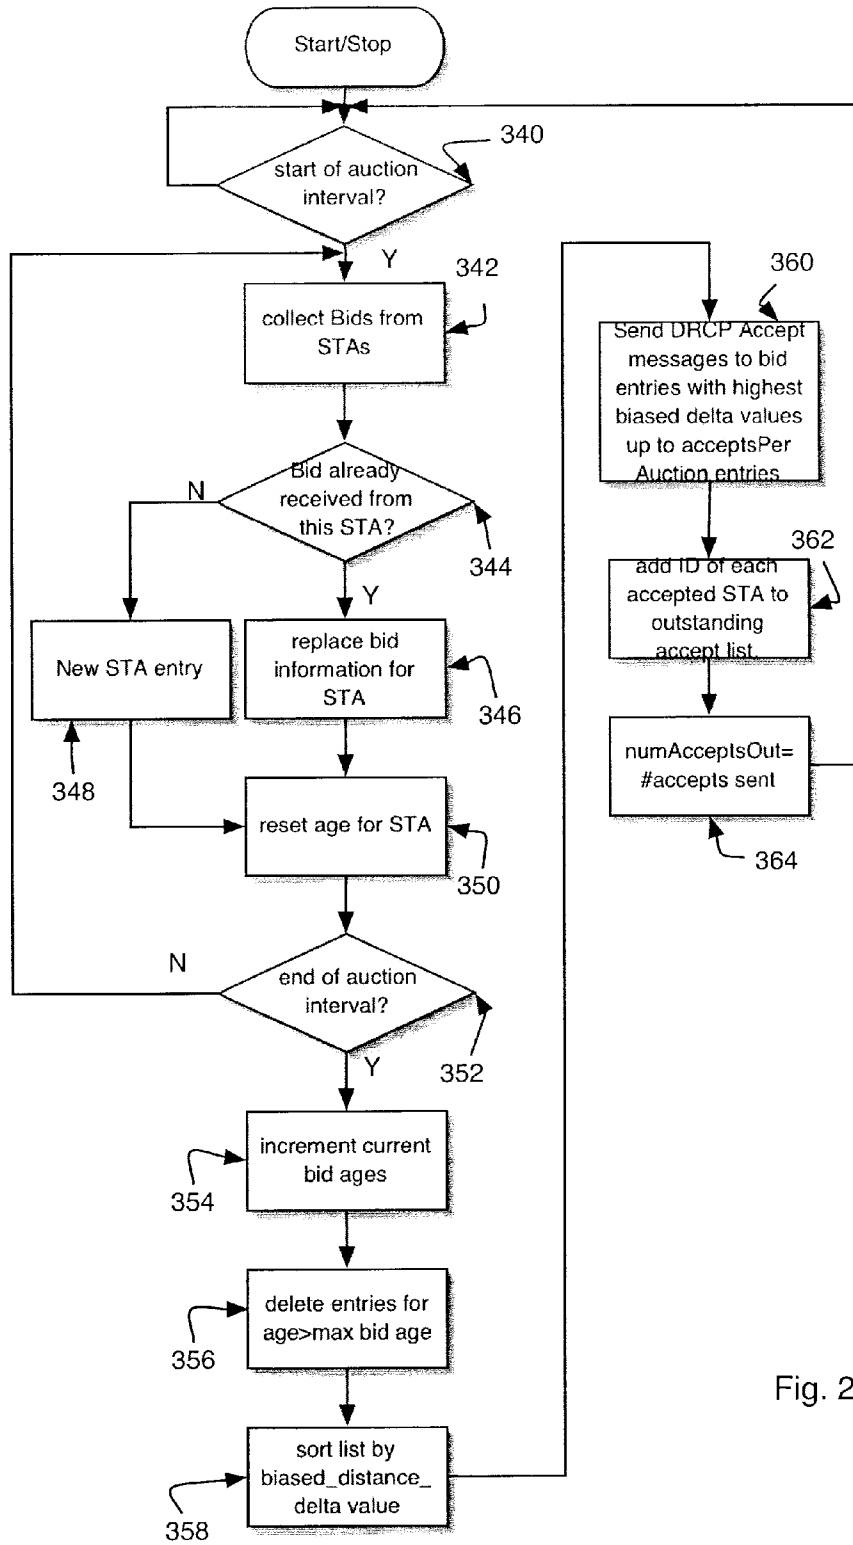 Start/Stop
340
start of auction
interval?
Y
342
collect Bids from
STAs
N
Bid already
received from
this STA?
344
Y
New STA entry
348
replace bid
information for
STA
346
reset age for STA
350
N
end of auction
interval?
352
Y
increment current
bid ages
354
delete entries for
age>max bid age
356
sort list by
biased_distance_
delta value
358
360
Send DRCP Accept
messages to bid
entries with highest
biased delta values
up to acceptsPer
Auction entries
362
add ID of each
accepted STA to
outstanding
accept list.
numAcceptsOut=
#accepts sent
364
Fig. 2